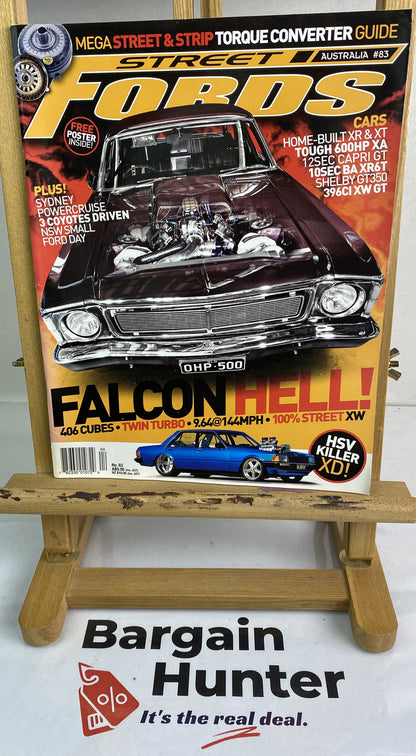 MEGA STREET & STRIP TORQUE CONVERTER GUIDE
STREET
AUSTRALIA #83
FORDS
FREE
POSTER
INSIDE!
CARS
HOME-BUILT XR & XT
TOUGH 600HP XA
12SEC CAPRI GT
10SEC BA XR6T
SHELBY GT350
396CI XW GT
PLUS!
SYDNEY
POWERCRUISE
3 COYOTES DRIVEN
NSW SMALL
FORD DAY
OHP·500
FALCON HELL!
406 CUBES • TWIN TURBO • 9.64@144MPH • 100% STREET XW
HSV
KILLER
XD!
04
No. 83
Bargain
Hunter
%
It's the real deal.